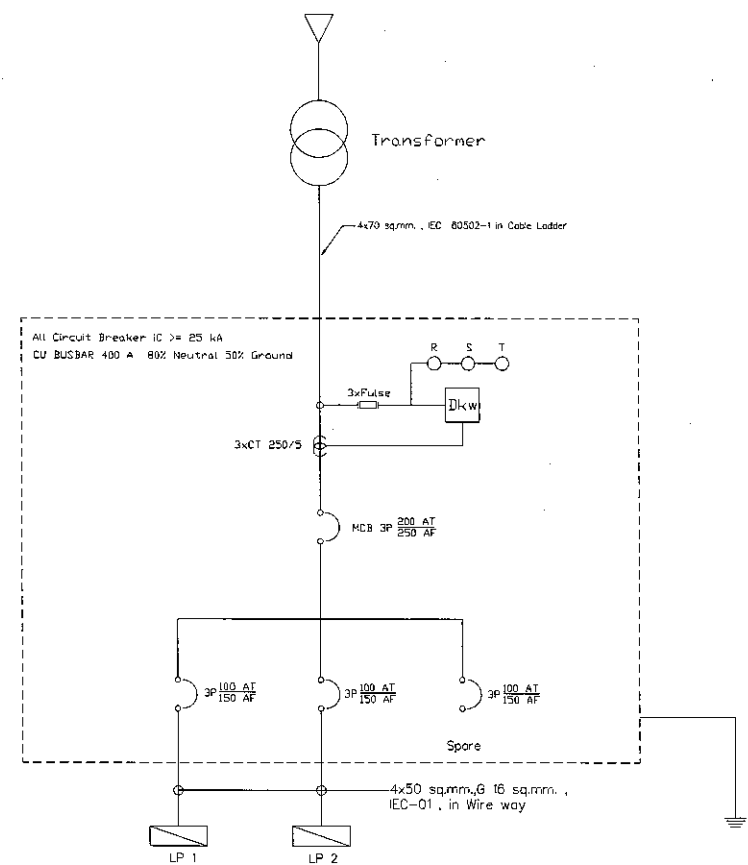 Transformer
4x70 sq.mm. , IEC 60502-1 in Cable Ladder
All Circuit Breaker IC >= 25 kA
CU BUSBAR 400 A 80% Neutral 50% Ground
R S T
3xFulse
Dkw
3xCT 250/5
MCB 3P 200 AT
250 AF
3P 100 AT
150 AF
3P 100 AT
150 AF
3P 100 AT
150 AF
Spare
4x50 sq.mm.,G 16 sq.mm. ,
IEC-01 , in Wire way
LP 1
LP 2